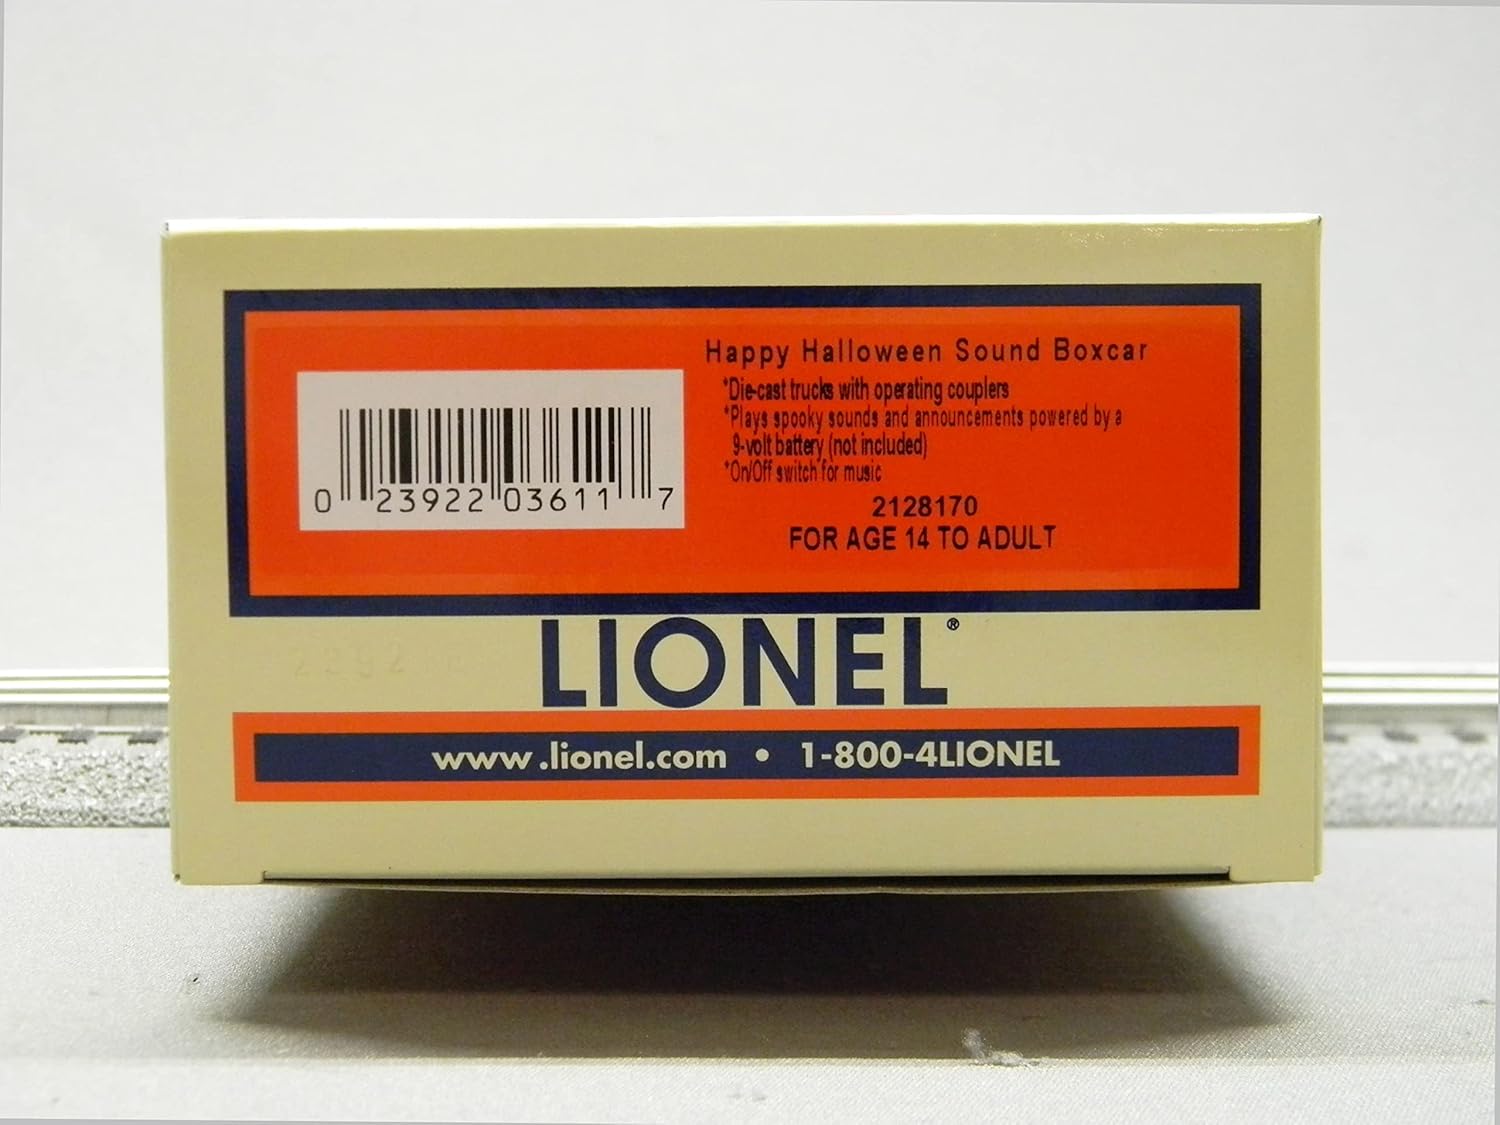 Happy Halloween Sound Boxcar
*Die-cast trucks with operating couplers
*Plays spooky sounds and announcements powered by a
9-volt battery (not included)
*On/Off switch for music
2128170
FOR AGE 14 TO ADULT
0 23922 03611 7
LIONEL®
www.lionel.com • 1-800-4LIONEL